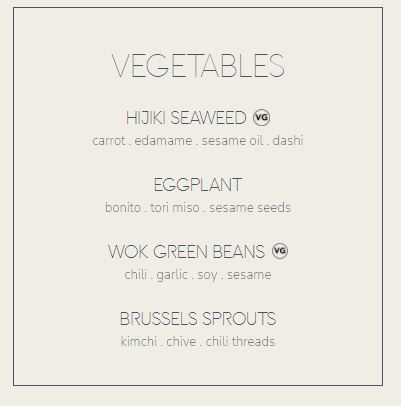 VEGETABLES
HIJIKI SEAWEED VG
carrot . edamame . sesame oil . dashi
EGGPLANT
bonito . tori miso . sesame seeds
WOK GREEN BEANS VG
chili . garlic . soy . sesame
BRUSSELS SPROUTS
kimchi . chive . chili threads